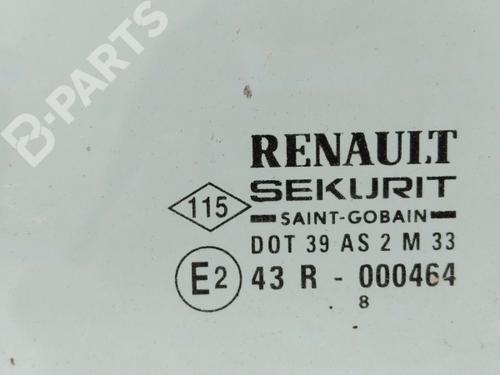 B-PARTS
RENAULT
115 SEKURIT
SAINT-GOBAIN
DOT 39 AS 2 M 33
E2 43 R - 000464
8